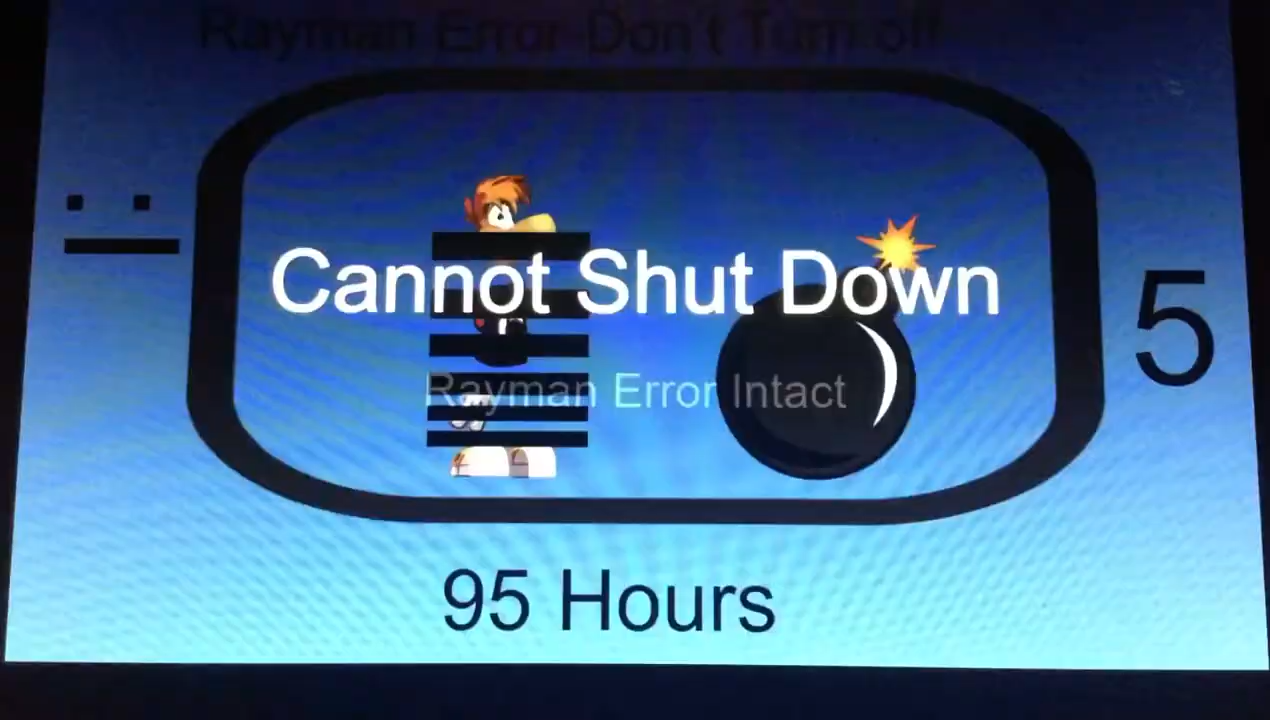 Rayman Error-Don't Turn off
Cannot Shut Down
Rayman Error Intact
5
95 Hours